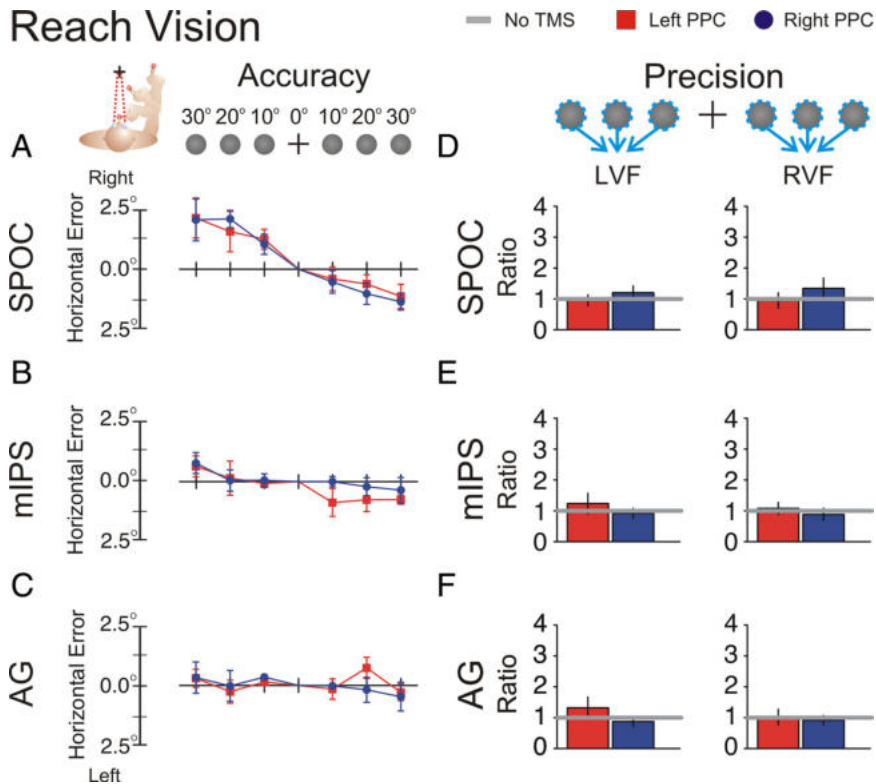 Reach Vision
No TMS Left PPC Right PPC
Accuracy
30° 20° 10° 0° 10° 20° 30°
Precision
LVF RVF
A
Right
SPOC
Horizontal Error
2.5°
0.0°
2.5°
B
mIPS
Horizontal Error
2.5°
0.0°
2.5°
C
AG
Horizontal Error
2.5°
0.0°
2.5°
Left
D
SPOC
Ratio
4
3
2
1
0
4
3
2
1
0
E
mIPS
Ratio
4
3
2
1
0
4
3
2
1
0
F
AG
Ratio
4
3
2
1
0
4
3
2
1
0